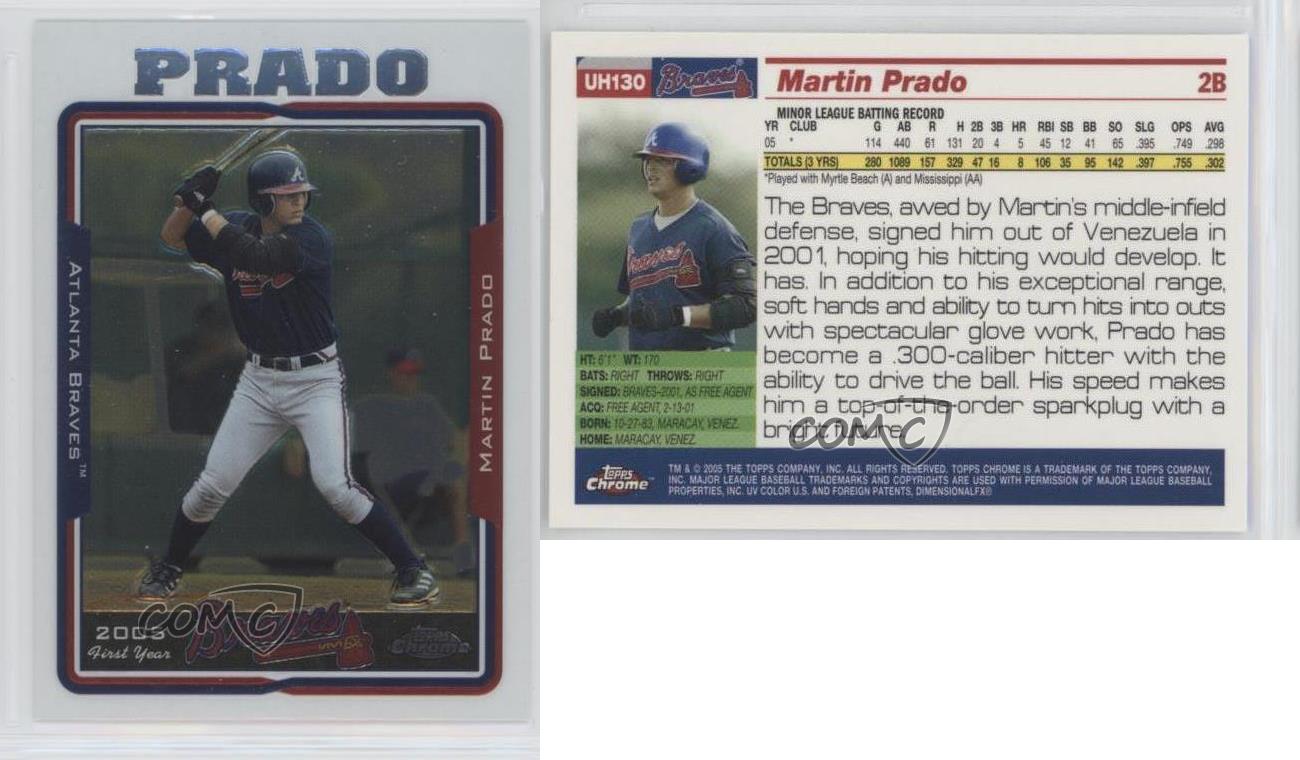 PRADO
ATLANTA BRAVES™
MARTIN PRADO
2005
First Year
Braves
TOPPS
Chrome
COMC
UH130
Braves
Martin Prado
2B
MINOR LEAGUE BATTING RECORD
YR CLUB G AB R H 2B 3B HR RBI SB BB SO SLG OPS AVG
05 * 114 440 61 131 20 4 5 45 12 41 65 .395 .749 .298
TOTALS (3 YRS) 280 1089 157 329 47 16 8 106 35 95 142 .397 .755 .302
*Played with Myrtle Beach (A) and Mississippi (AA)
The Braves, awed by Martin's middle-infield
defense, signed him out of Venezuela in
2001, hoping his hitting would develop. It
has. In addition to his exceptional range,
soft hands and ability to turn hits into outs
with spectacular glove work, Prado has
become a .300-caliber hitter with the
ability to drive the ball. His speed makes
him a top-of-the-order sparkplug with a
bright future.
COMC
HT: 6'1" WT: 170
BATS: RIGHT THROWS: RIGHT
SIGNED: BRAVES-2001, AS FREE AGENT
ACQ: FREE AGENT, 2-13-01
BORN: 10-27-83, MARACAY, VENEZ.
HOME: MARACAY, VENEZ.
TOPPS
Chrome™
TM & © 2005 THE TOPPS COMPANY, INC. ALL RIGHTS RESERVED. TOPPS CHROME IS A TRADEMARK OF THE TOPPS COMPANY,
INC. MAJOR LEAGUE BASEBALL TRADEMARKS AND COPYRIGHTS ARE USED WITH PERMISSION OF MAJOR LEAGUE BASEBALL
PROPERTIES, INC. UV COLOR U.S. AND FOREIGN PATENTS, DIMENSIONALFX®